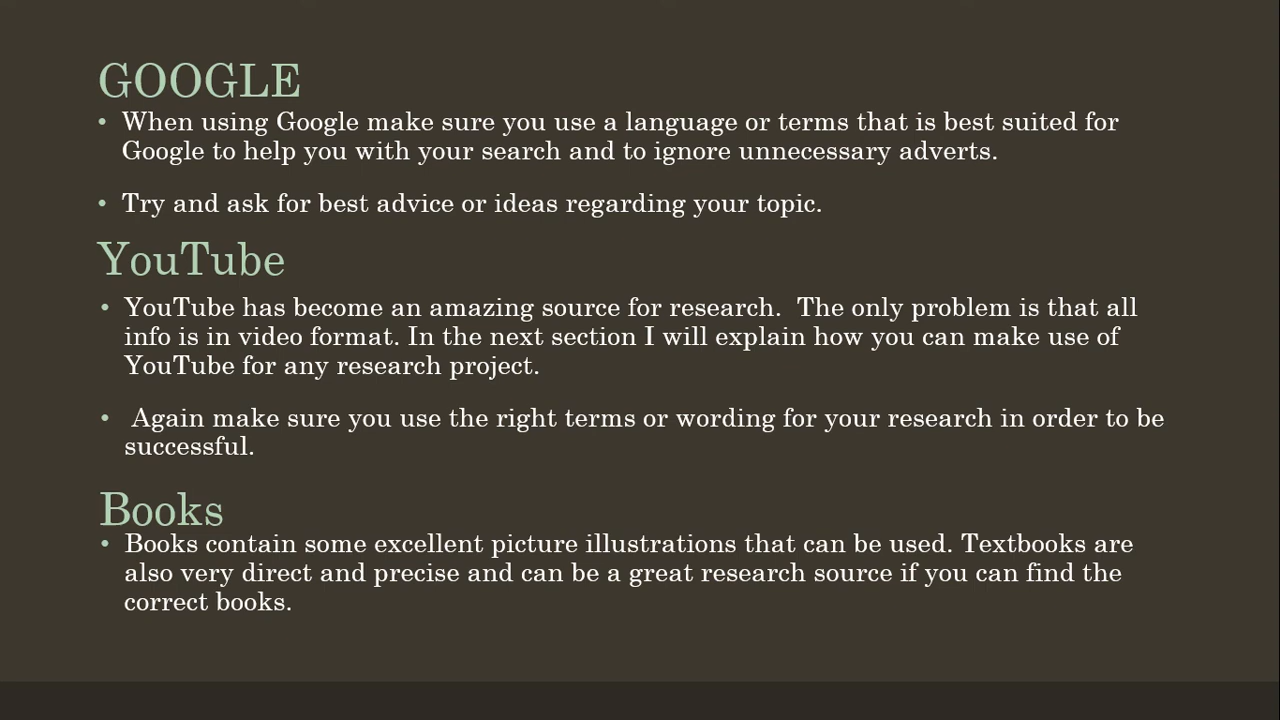 GOOGLE
• When using Google make sure you use a language or terms that is best suited for
Google to help you with your search and to ignore unnecessary adverts.
• Try and ask for best advice or ideas regarding your topic.
YouTube
• YouTube has become an amazing source for research.  The only problem is that all
info is in video format. In the next section I will explain how you can make use of
YouTube for any research project.
•  Again make sure you use the right terms or wording for your research in order to be
successful.
Books
• Books contain some excellent picture illustrations that can be used. Textbooks are
also very direct and precise and can be a great research source if you can find the
correct books.